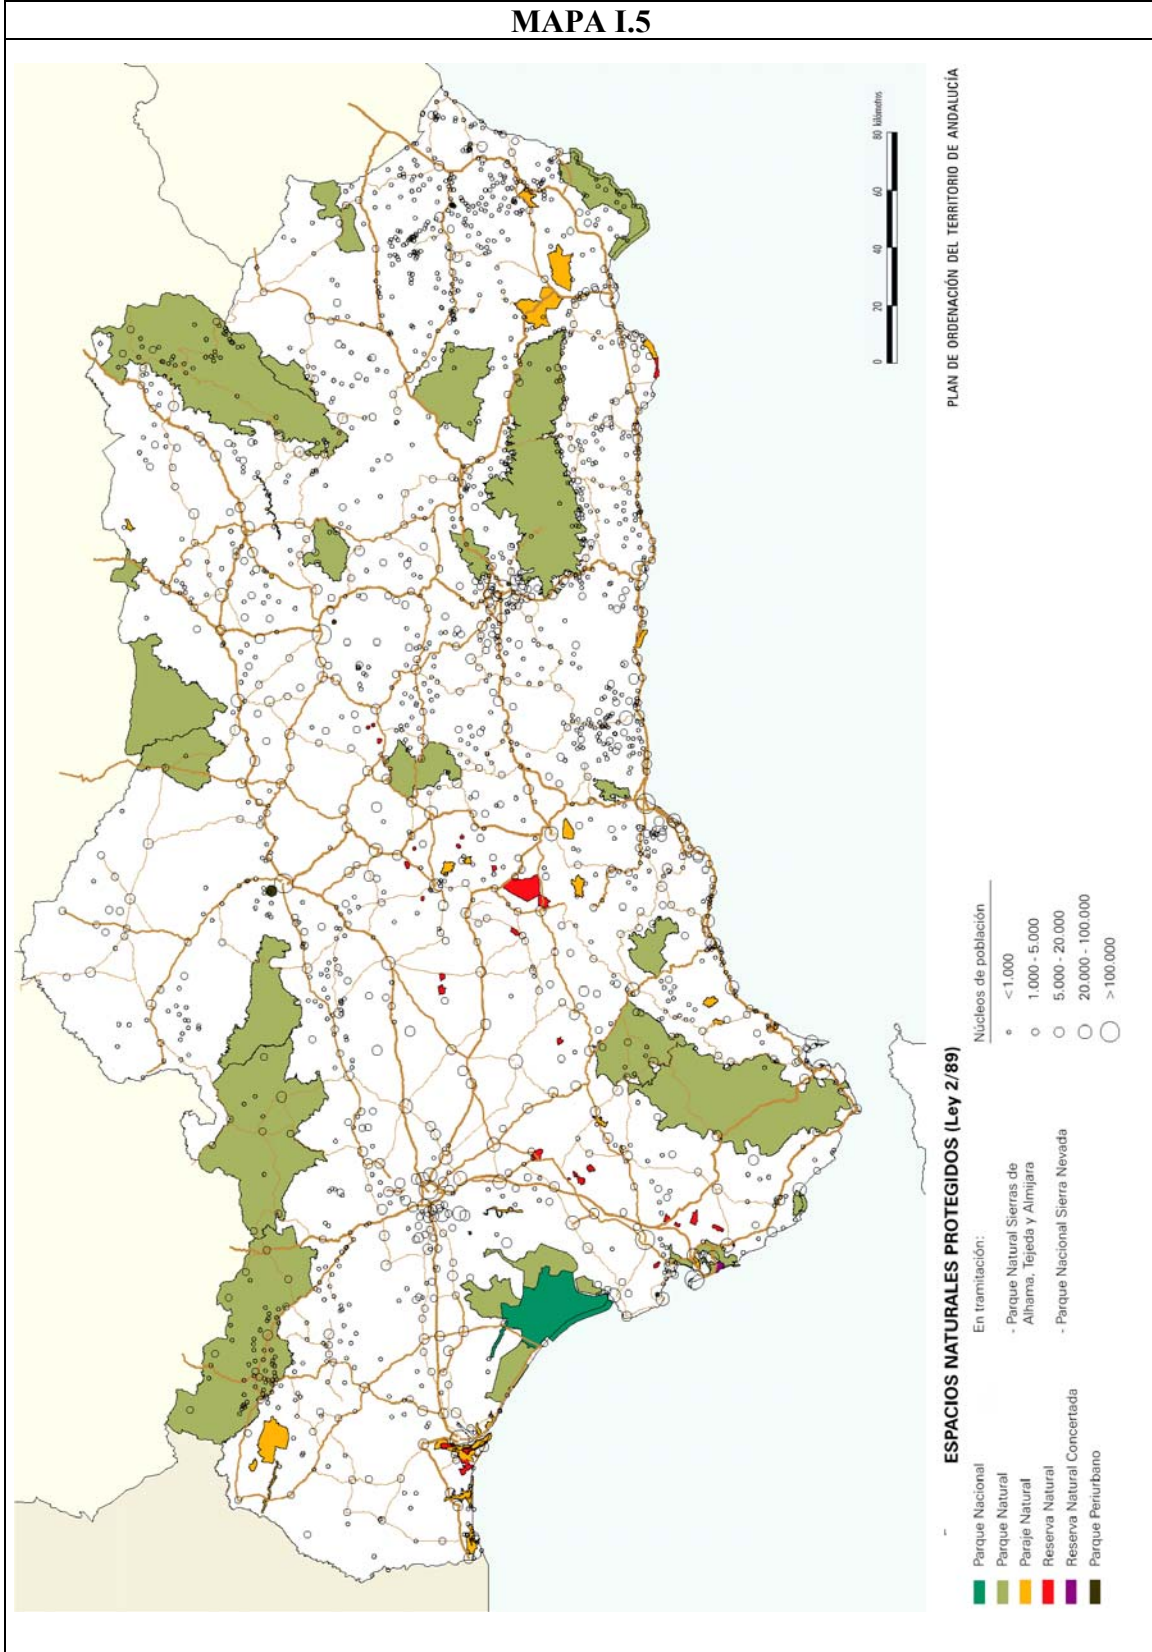 MAPA I.5
PLAN DE ORDENACIÓN DEL TERRITORIO DE ANDALUCÍA
0 20 40 60 80 kilómetros
ESPACIOS NATURALES PROTEGIDOS (Ley 2/89)
Parque Nacional
Parque Natural
Paraje Natural
Reserva Natural
Reserva Natural Concertada
Parque Periurbano
En tramitación:
- Parque Natural Sierras de
Alhama, Tejeda y Almijara
- Parque Nacional Sierra Nevada
Núcleos de población
<1.000
1.000 - 5.000
5.000 - 20.000
20.000 - 100.000
>100.000